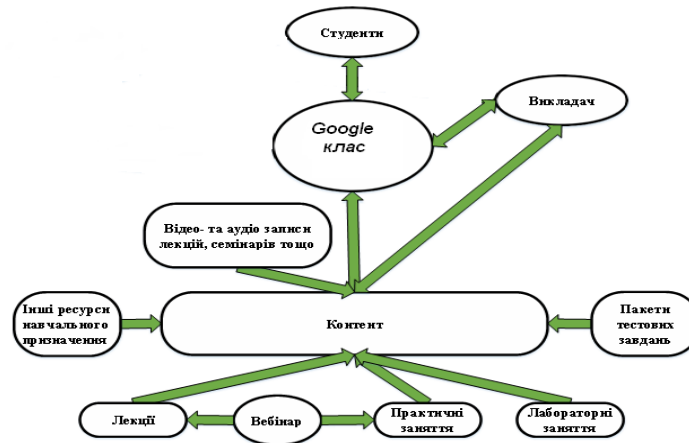 Студенти
Google
клас
Викладач
Відео- та аудіо записи
лекцій, семінарів тощо
Інші ресурси
навчального
призначення
Контент
Пакети
тестових
завдань
Лекції
Вебінар
Практичні
заняття
Лабораторні
заняття